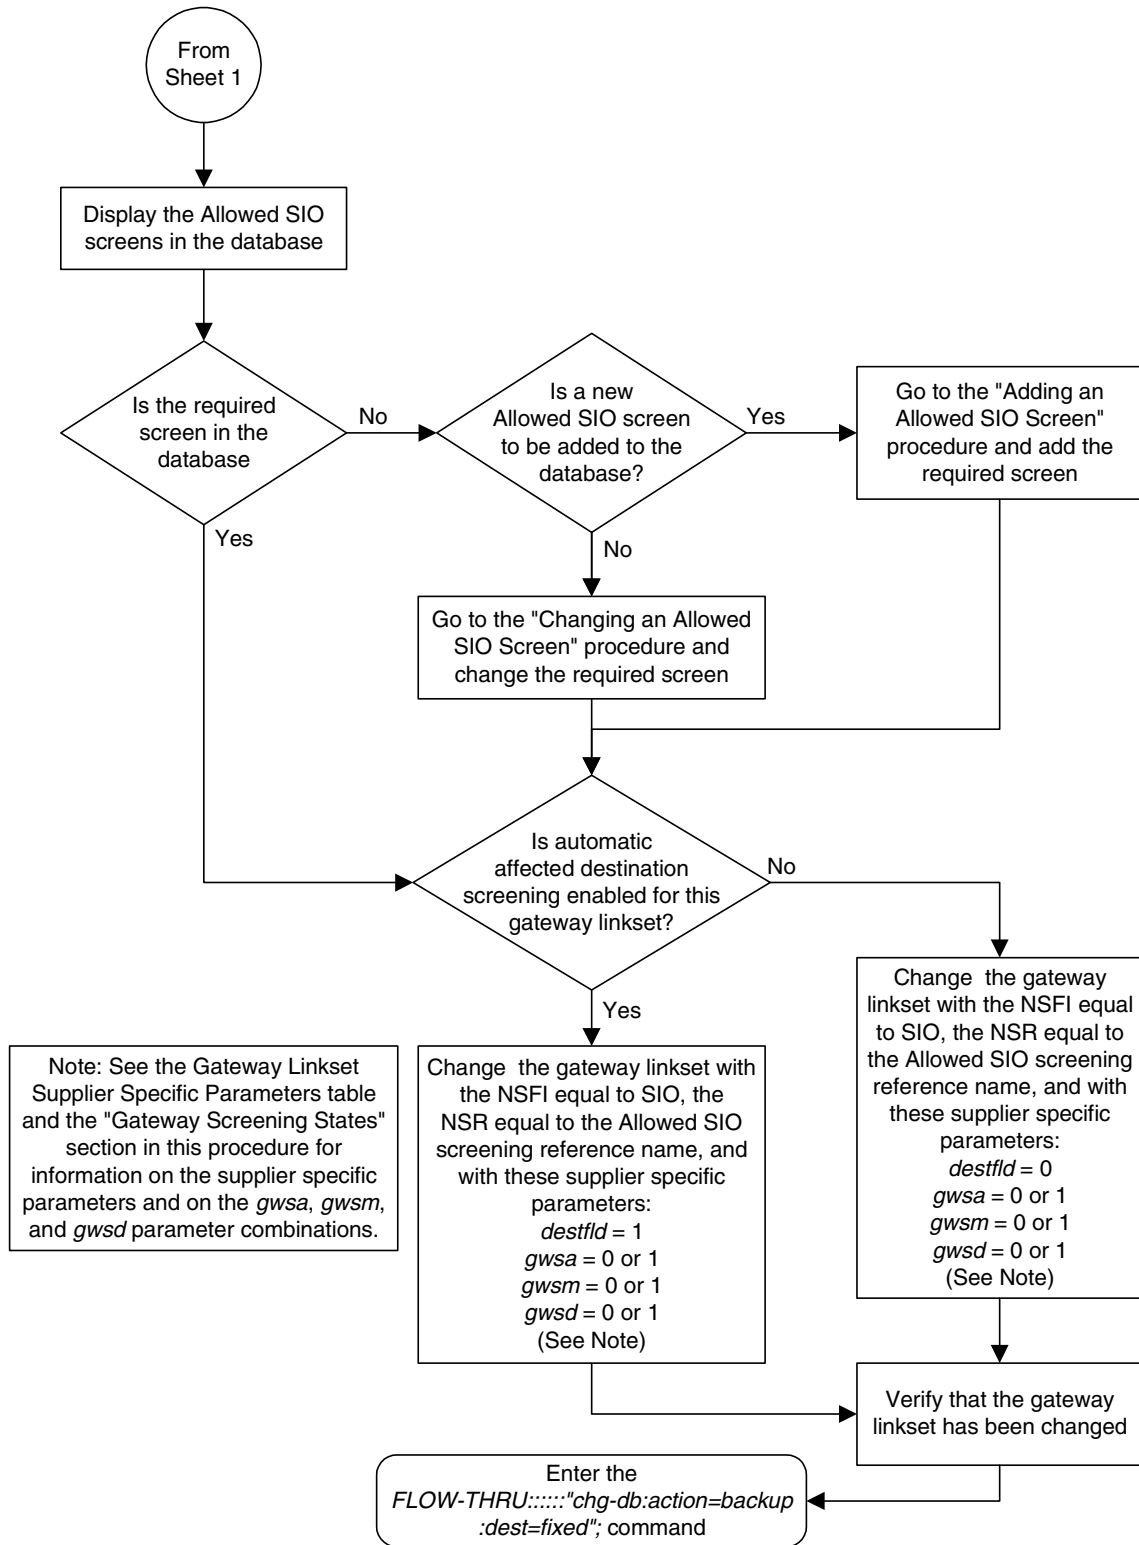 From
Sheet 1
Display the Allowed SIO
screens in the database
Is the required
screen in the
database
No
Yes
Is a new
Allowed SIO screen
to be added to the
database?
Yes
No
Go to the "Adding an
Allowed SIO Screen"
procedure and add the
required screen
Go to the "Changing an Allowed
SIO Screen" procedure and
change the required screen
Is automatic
affected destination
screening enabled for this
gateway linkset?
No
Yes
Note: See the Gateway Linkset
Supplier Specific Parameters table
and the "Gateway Screening States"
section in this procedure for
information on the supplier specific
parameters and on the gwsa, gwsm,
and gwsd parameter combinations.
Change the gateway linkset with
the NSFI equal to SIO, the
NSR equal to the Allowed SIO
screening reference name, and
with these supplier specific
parameters:
destfld = 1
gwsa = 0 or 1
gwsm = 0 or 1
gwsd = 0 or 1
(See Note)
Change the gateway
linkset with the NSFI equal
to SIO, the NSR equal to
the Allowed SIO screening
reference name, and with
these supplier specific
parameters:
destfld = 0
gwsa = 0 or 1
gwsm = 0 or 1
gwsd = 0 or 1
(See Note)
Verify that the gateway
linkset has been changed
Enter the
FLOW-THRU::::::"chg-db:action=backup
:dest=fixed"; command